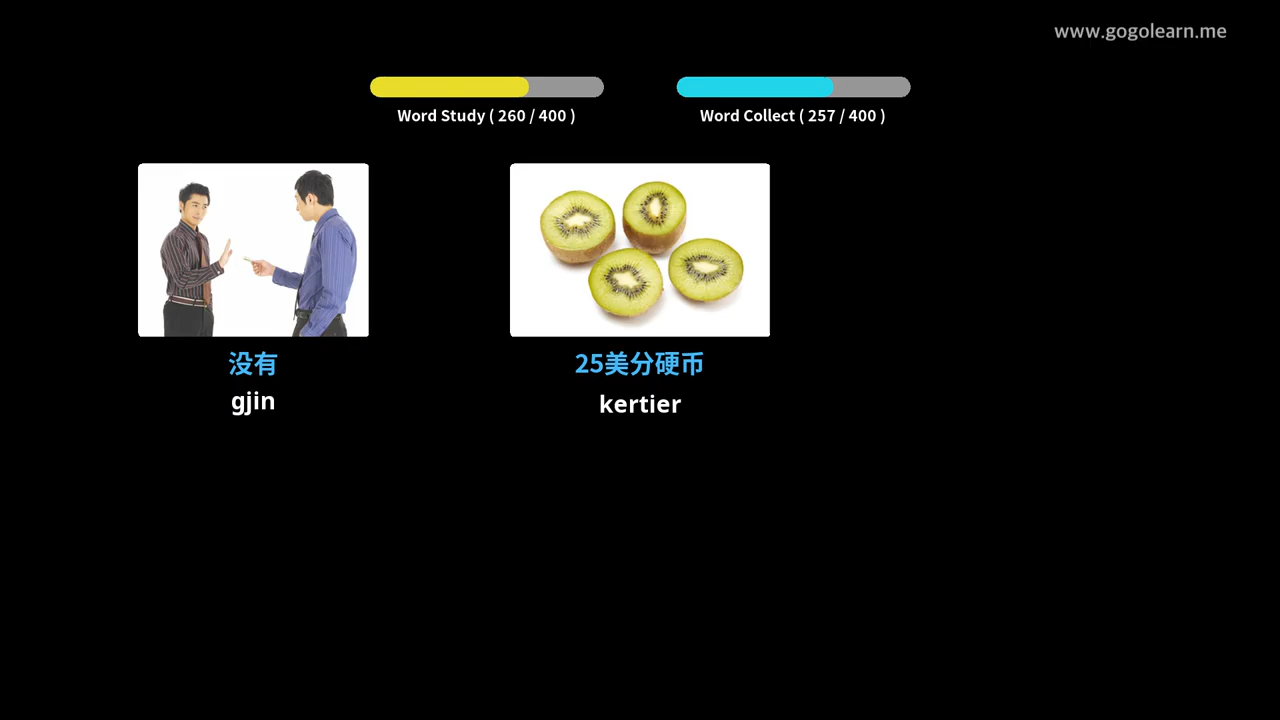 www.gogolearn.me
Word Study ( 260 / 400 )
Word Collect ( 257 / 400 )
没有
gjin
25美分硬币
kertier